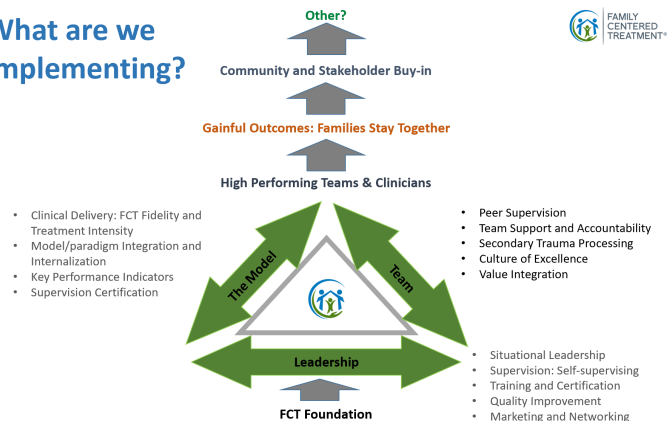 What are we
mplementing?
Other?
FAMILY
CENTERED
TREATMENT®
Community and Stakeholder Buy-in
Gainful Outcomes: Families Stay Together
High Performing Teams & Clinicians
• Clinical Delivery: FCT Fidelity and
Treatment Intensity
• Model/paradigm Integration and
Internalization
• Key Performance Indicators
• Supervision Certification
• Peer Supervision
• Team Support and Accountability
• Secondary Trauma Processing
• Culture of Excellence
• Value Integration
The Model
Team
Leadership
• Situational Leadership
• Supervision: Self-supervising
• Training and Certification
• Quality Improvement
• Marketing and Networking
FCT Foundation